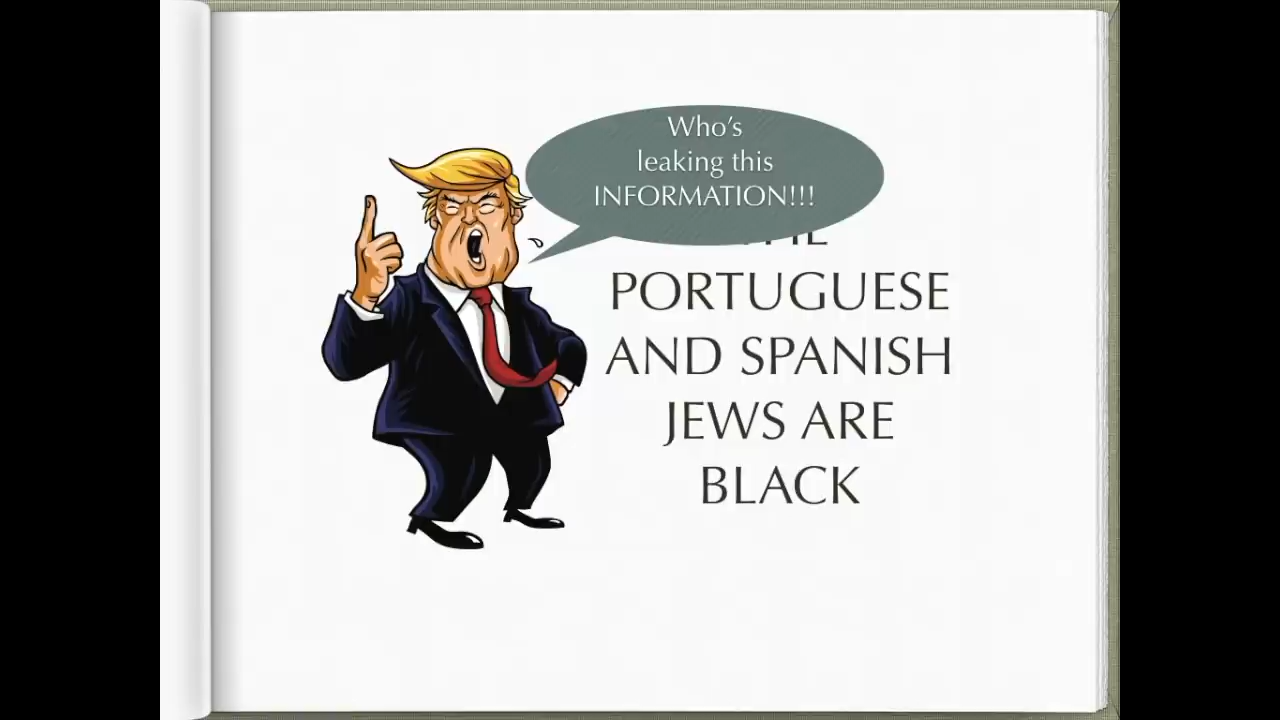 Who's
leaking this
INFORMATION!!!
PORTUGUESE
AND SPANISH
JEWS ARE
BLACK